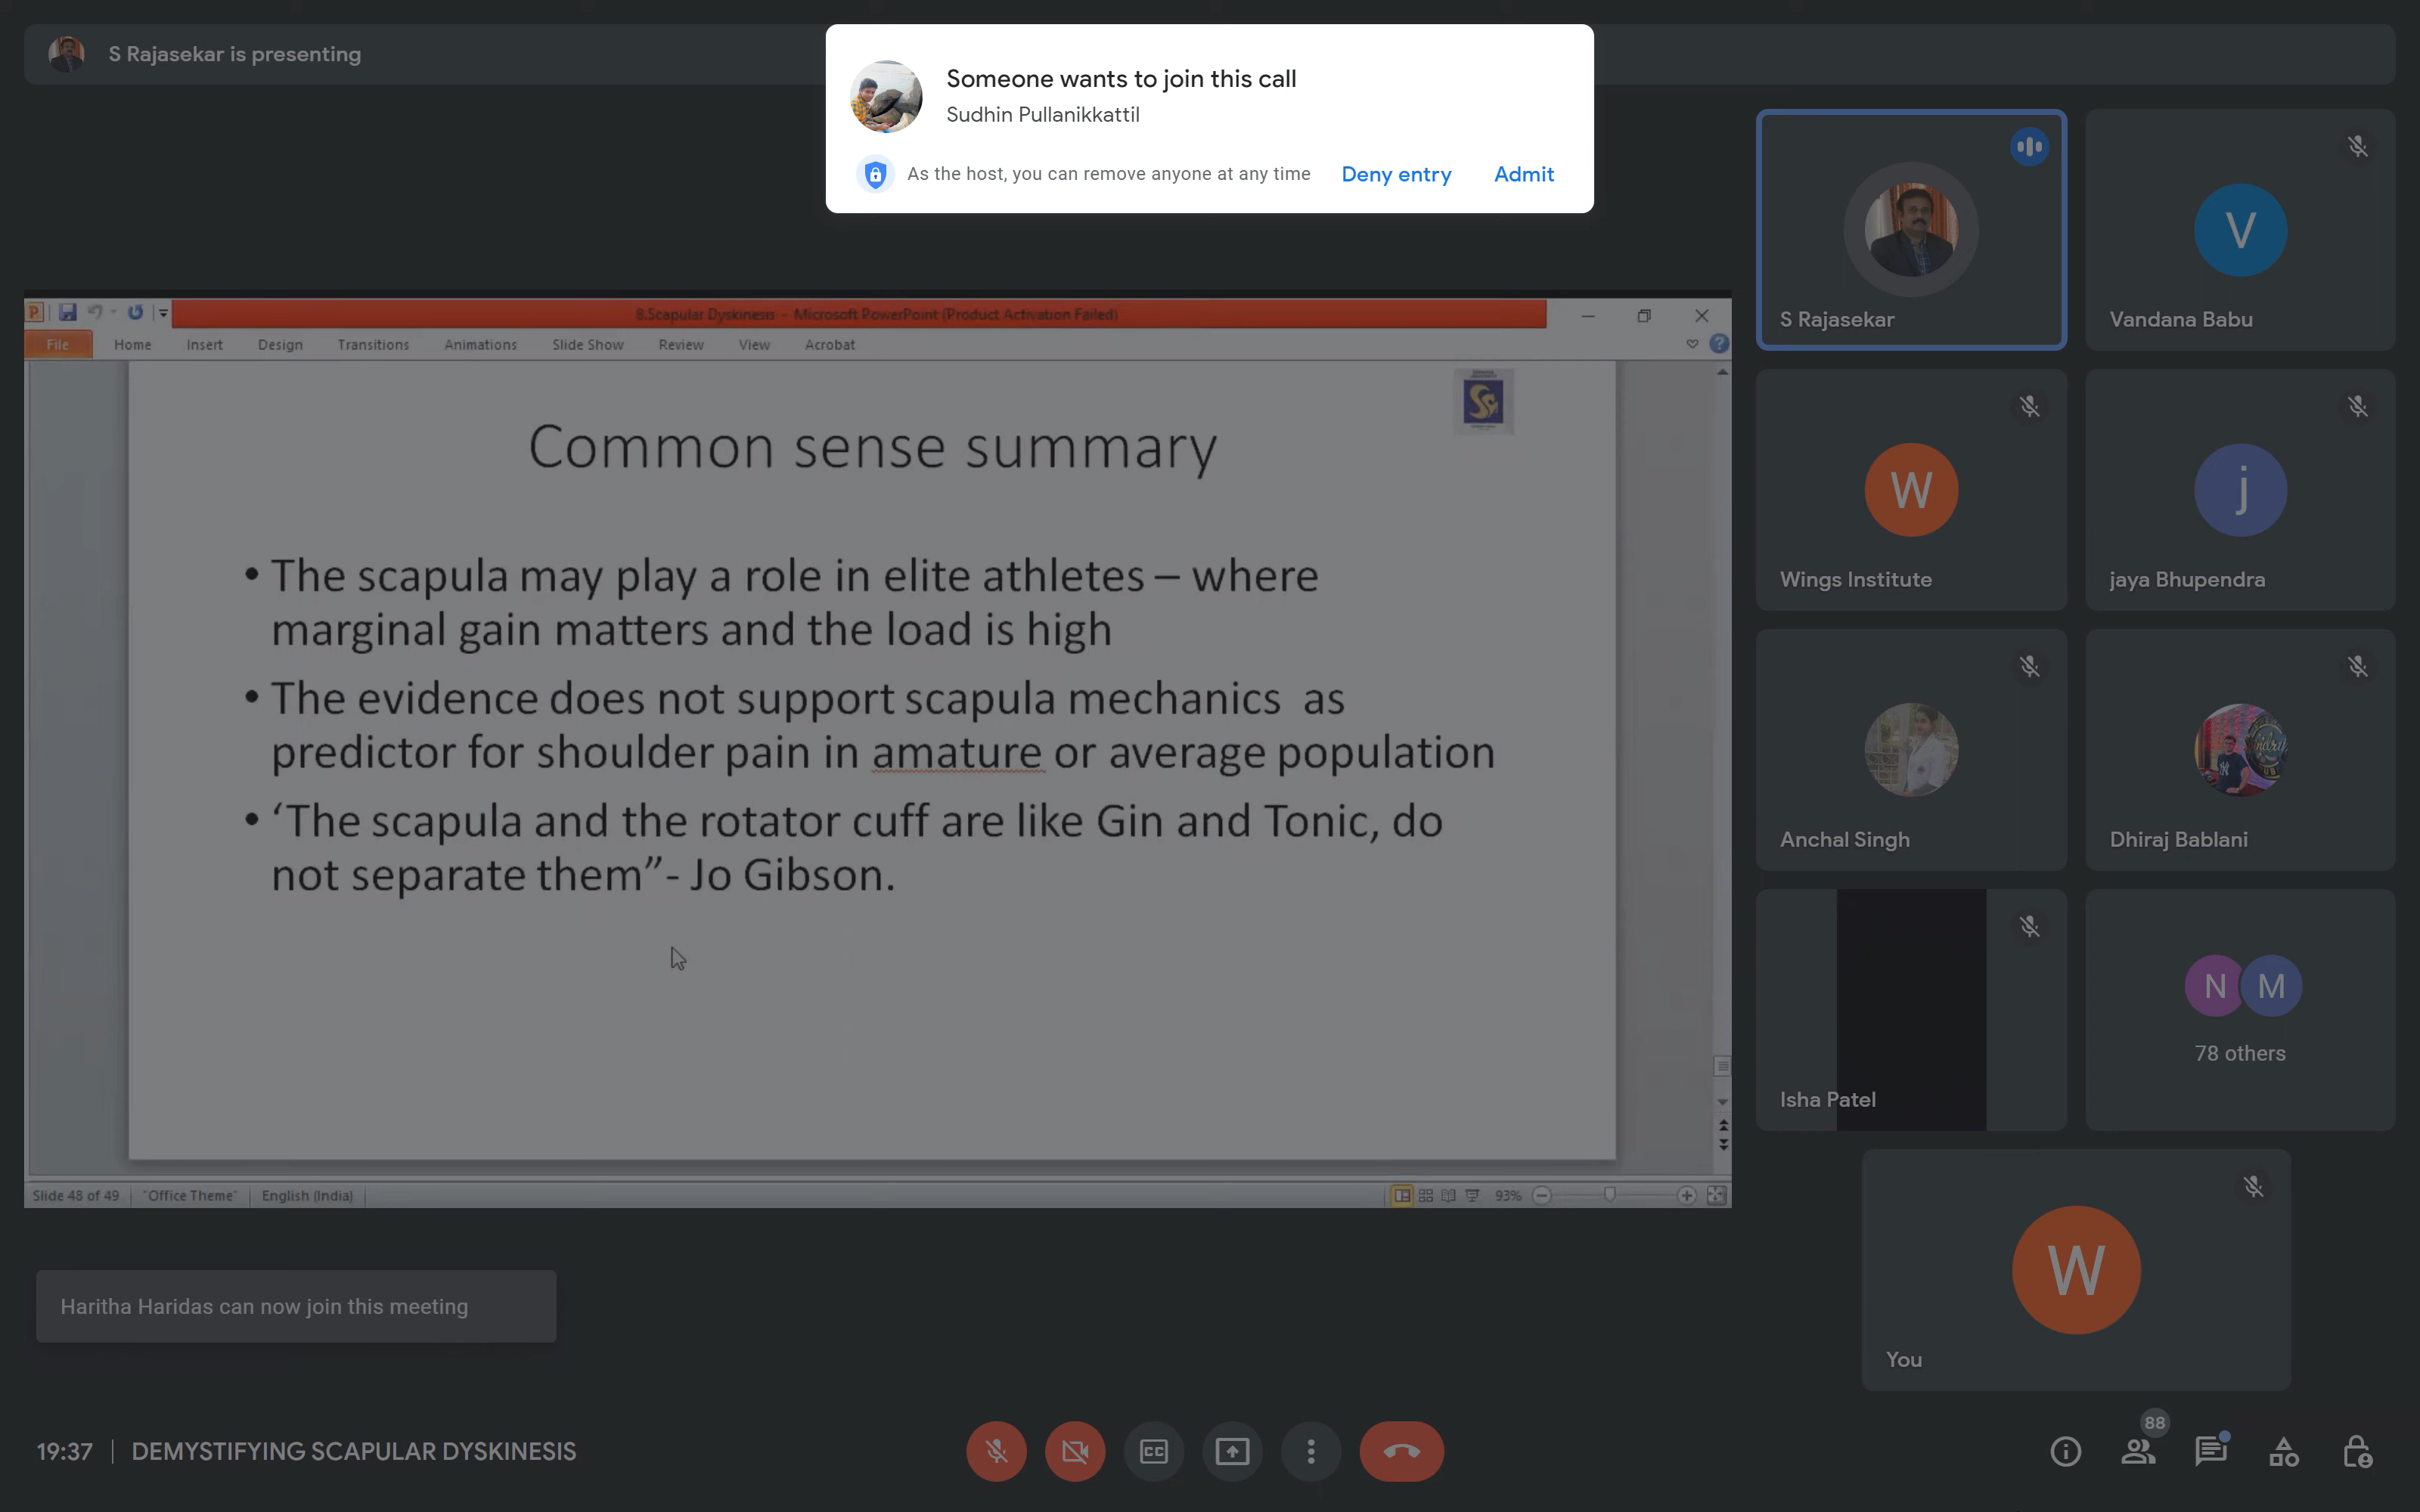 S Rajasekar is presenting
Someone wants to join this call
Sudhin Pullanikkattil
As the host, you can remove anyone at any time
Deny entry
Admit
8.Scapular Dyskinesis - Microsoft PowerPoint (Product Activation Failed)
File Home Insert Design Transitions Animations Slide Show Review View Acrobat
Common sense summary
• The scapula may play a role in elite athletes – where
marginal gain matters and the load is high
• The evidence does not support scapula mechanics as
predictor for shoulder pain in amature or average population
• ‘The scapula and the rotator cuff are like Gin and Tonic, do
not separate them”- Jo Gibson.
Slide 48 of 49 "Office Theme" English (India) 93%
S Rajasekar
V
Vandana Babu
W
Wings Institute
j
jaya Bhupendra
Anchal Singh
Dhiraj Bablani
Isha Patel
N M
78 others
W
You
Haritha Haridas can now join this meeting
19:37 | DEMYSTIFYING SCAPULAR DYSKINESIS
CC
88